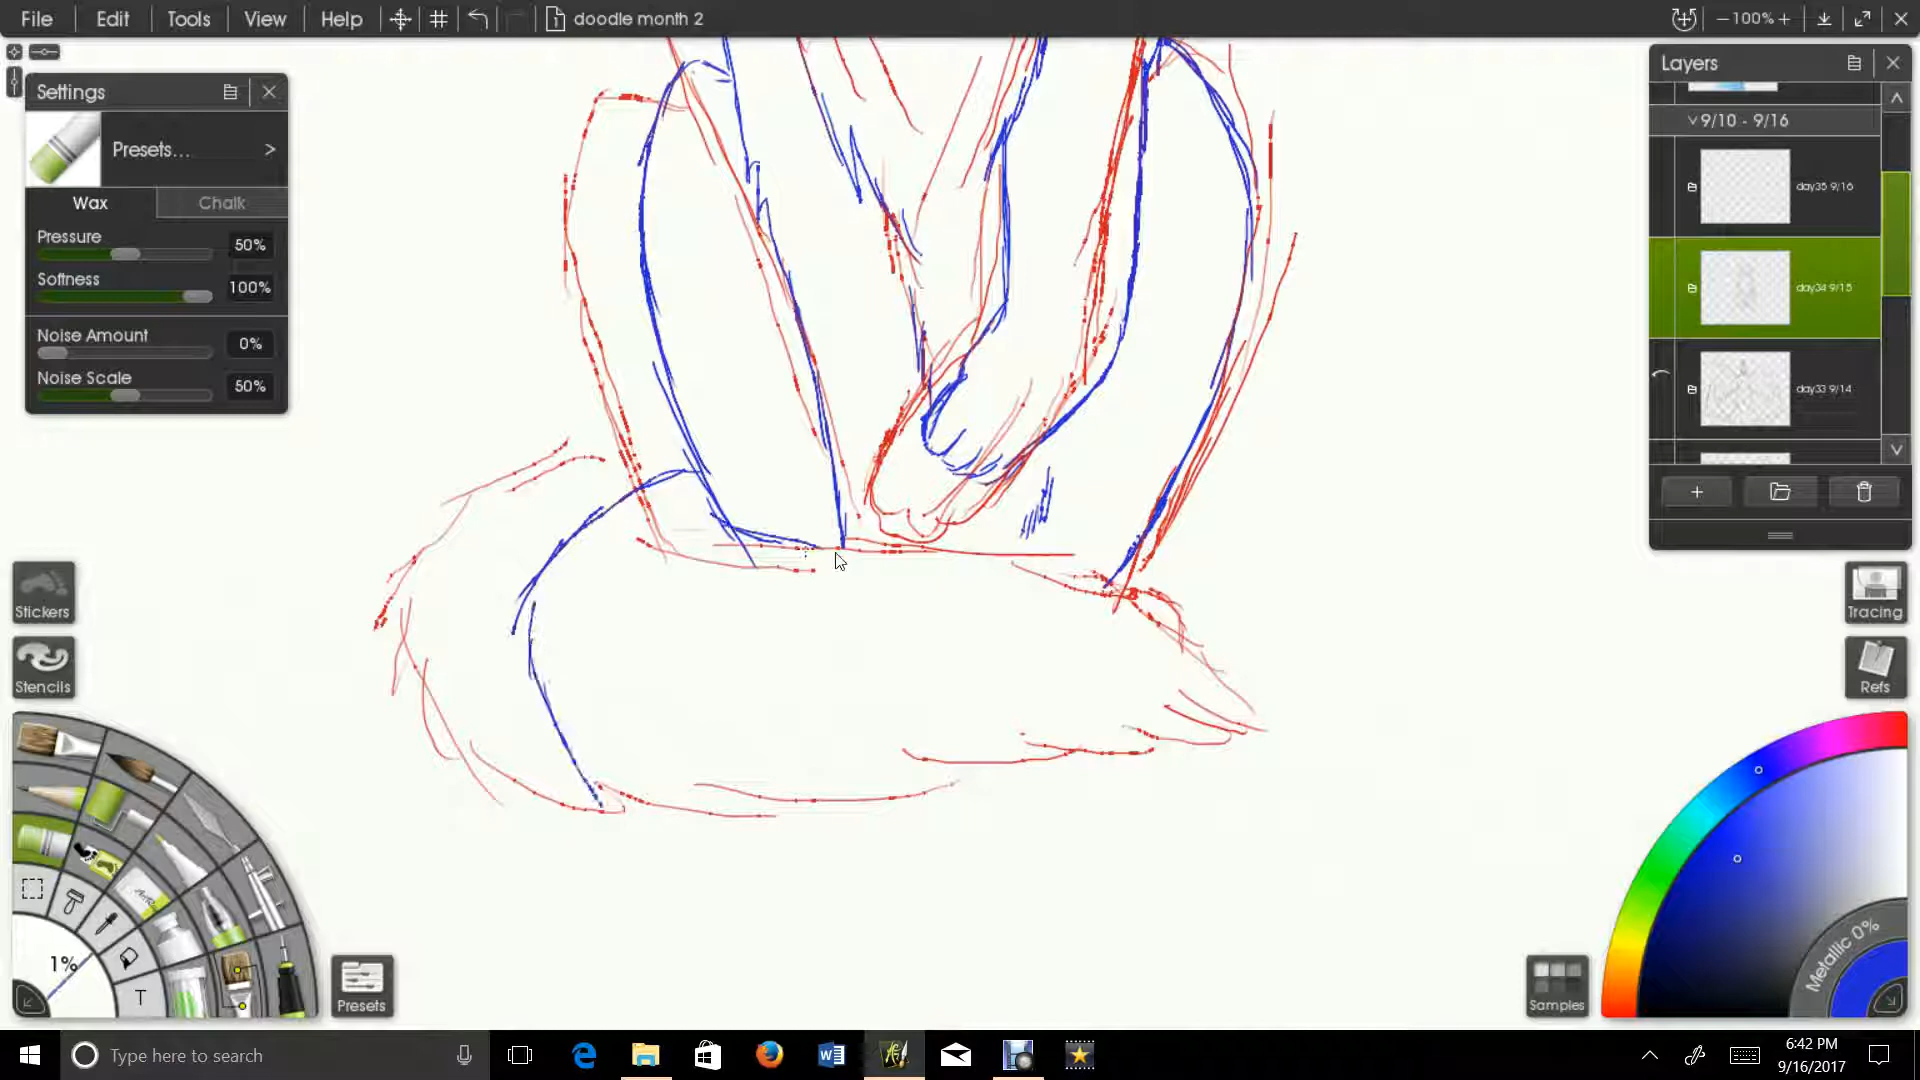 File Edit Tools View Help doodle month 2 100%
Settings
Presets...
Wax Chalk
Pressure 50%
Softness 100%
Noise Amount 0%
Noise Scale 50%
Layers
9/10 - 9/16
day35 9/16
day34 9/15
day33 9/14
Stickers
Stencils
Tracing
Refs
1%
T
Presets
Samples
Metallic 0%
Type here to search
6:42 PM
9/16/2017